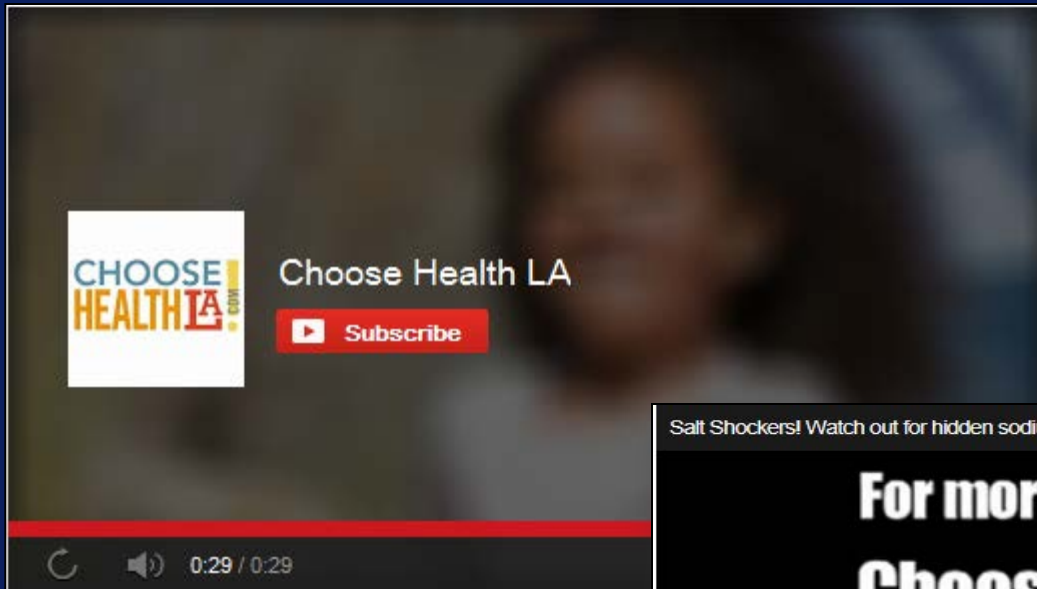 CHOOSE
HEALTH LA
.COM
Choose Health LA
Subscribe
0:29 / 0:29
Salt Shockers! Watch out for hidden
For mor
Choos